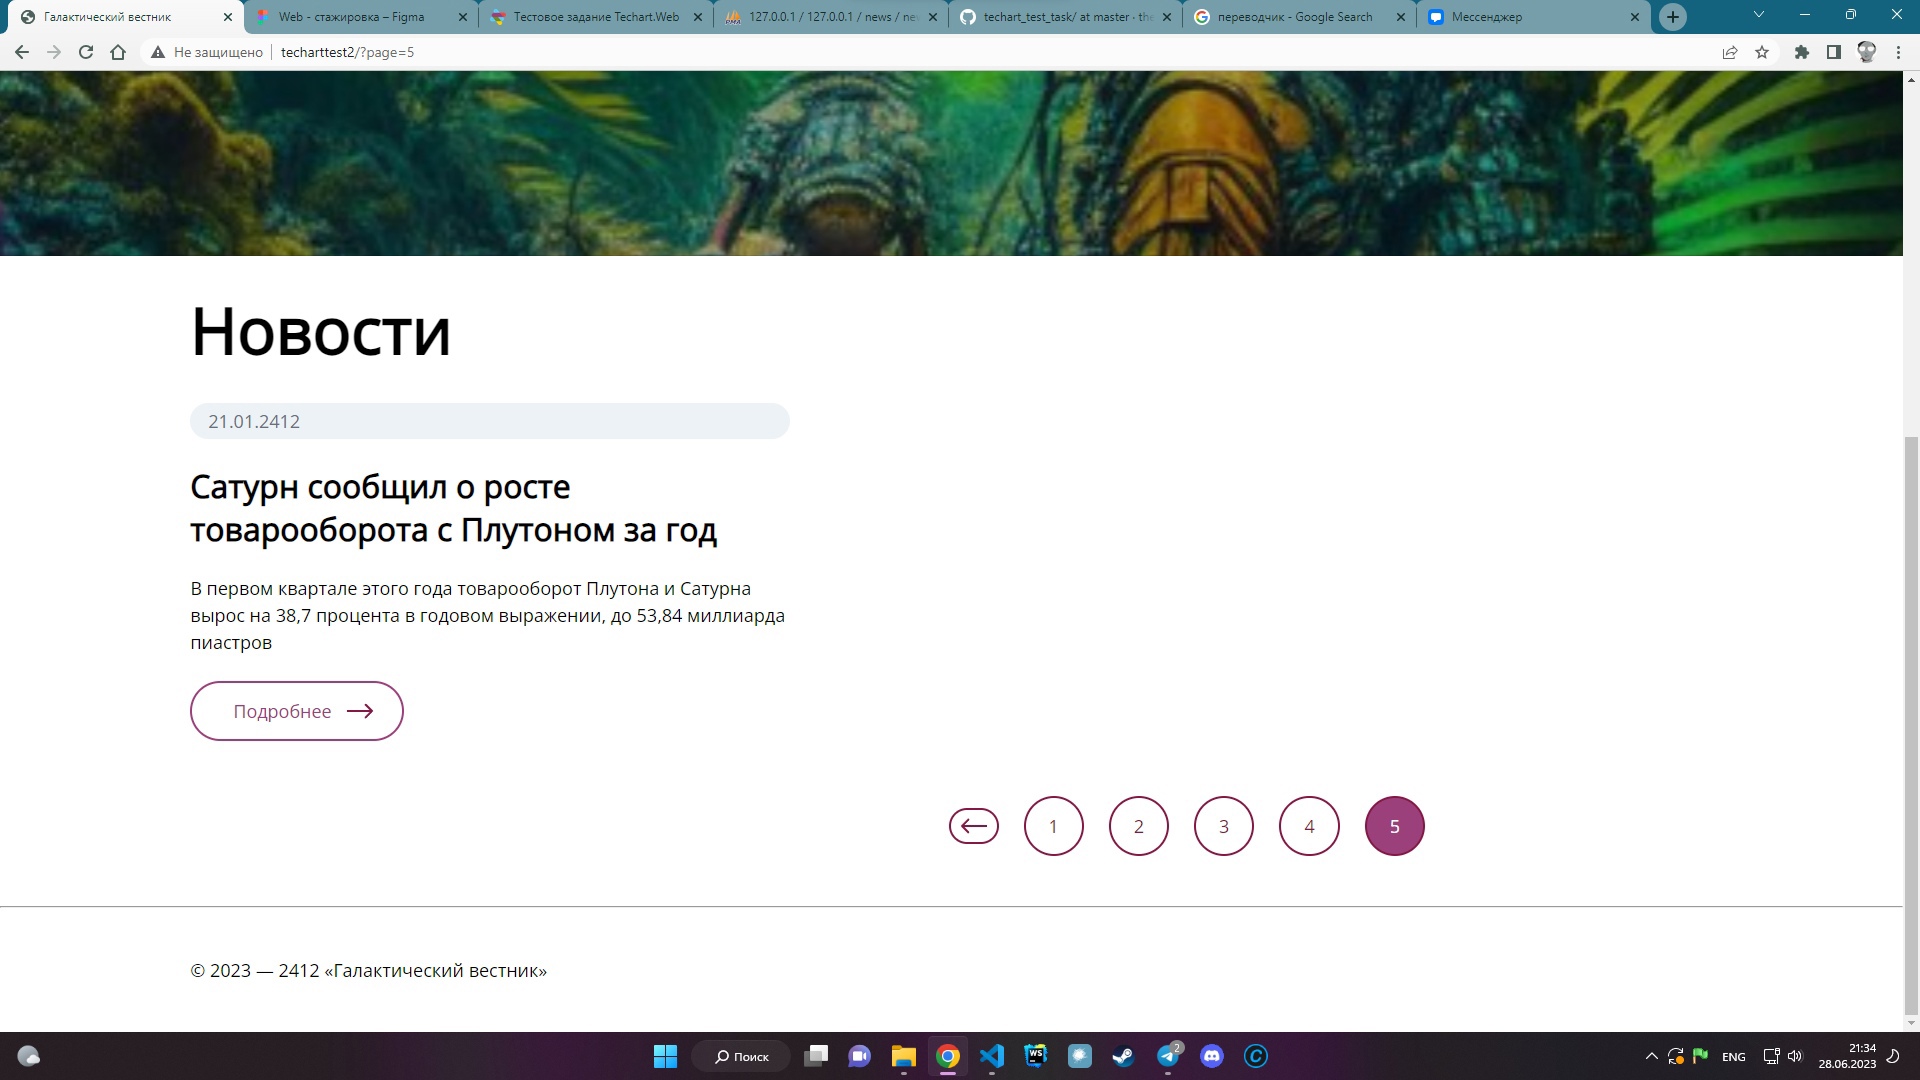 Галактический вестник
Web - стажировка – Figma
Тестовое задание Techart.Web
127.0.0.1 / 127.0.0.1 / news / ne
techart_test_task/ at master · the
переводчик - Google Search
Мессенджер
Не защищено
techarttest2/?page=5
Новости
21.01.2412
Сатурн сообщил о росте
товарооборота с Плутоном за год
В первом квартале этого года товарооборот Плутона и Сатурна
вырос на 38,7 процента в годовом выражении, до 53,84 миллиарда
пиастров
Подробнее
1 2 3 4 5
© 2023 — 2412 «Галактический вестник»
Поиск
WS
2
ENG
21:34
28.06.2023